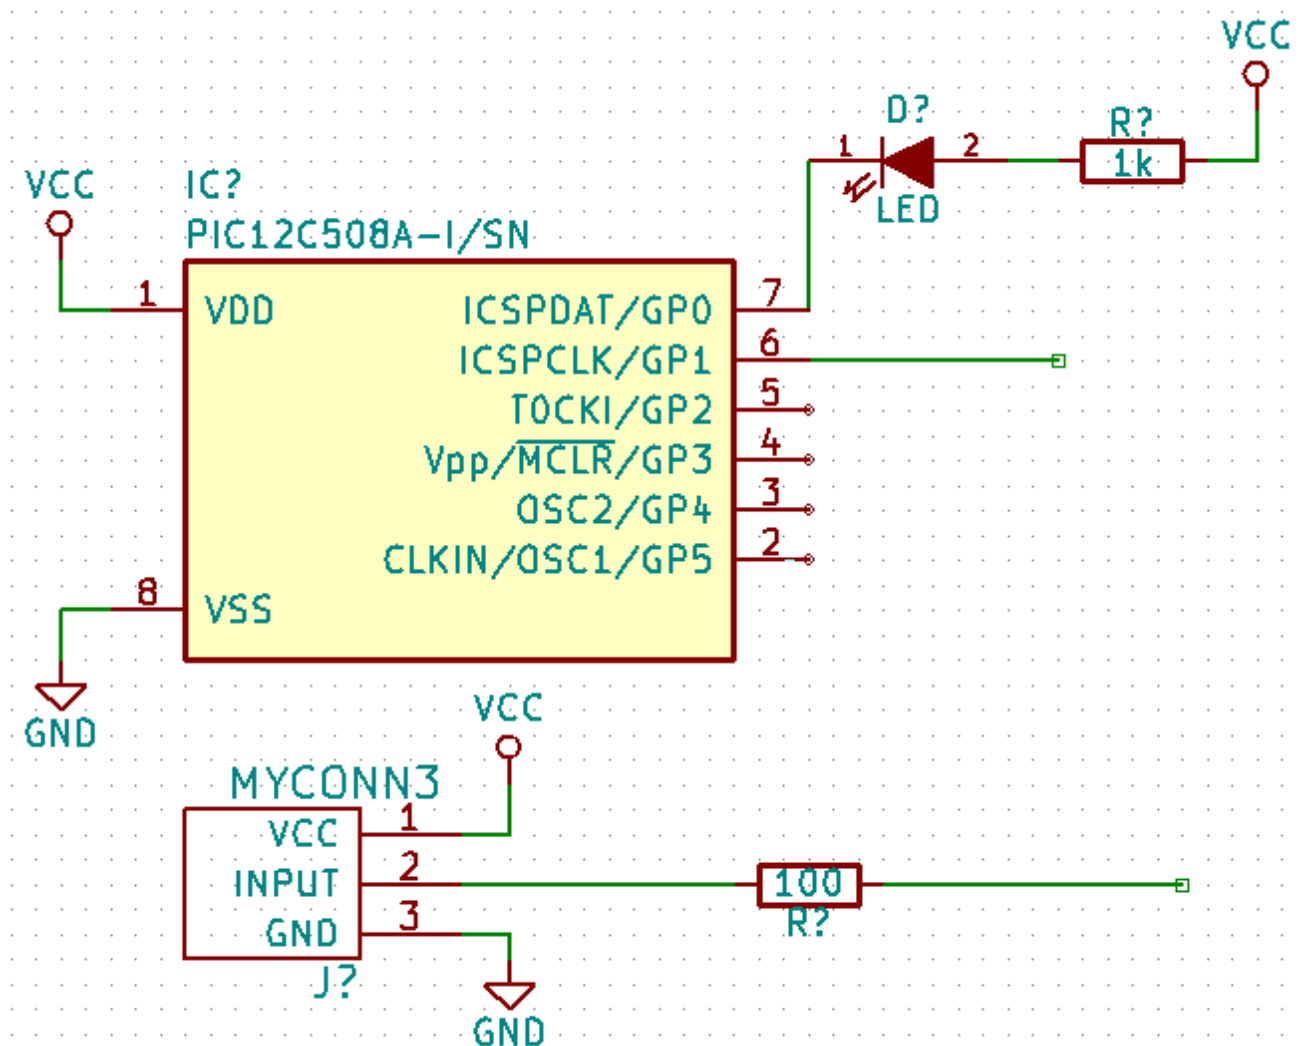 VCC
D?
R?
1 2
1k
LED
VCC
IC?
PIC12C508A-I/SN
1 VDD
ICSPDAT/GP0 7
ICSPCLK/GP1 6
T0CKI/GP2 5
Vpp/MCLR/GP3 4
OSC2/GP4 3
CLKIN/OSC1/GP5 2
8 VSS
GND
VCC
MYCONN3
VCC 1
INPUT 2
GND 3
J?
100
R?
GND